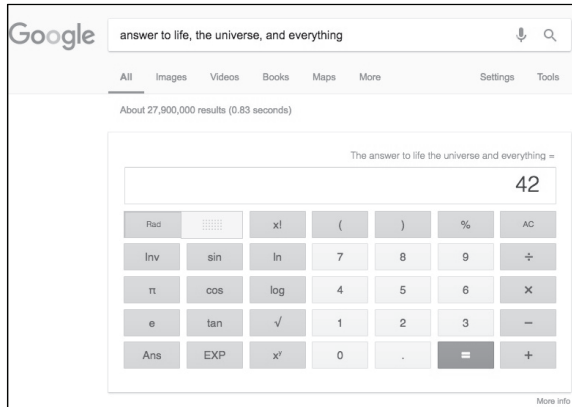 Google answer to life, the universe, and everything
All Images Videos Books Maps More Settings Tools
About 27,900,000 results (0.83 seconds)
The answer to life the universe and everything =
42
Rad x! ( ) % AC
Inv sin ln 7 8 9 ÷
π cos log 4 5 6 ×
e tan √ 1 2 3 −
Ans EXP xʸ 0 . = +
More info